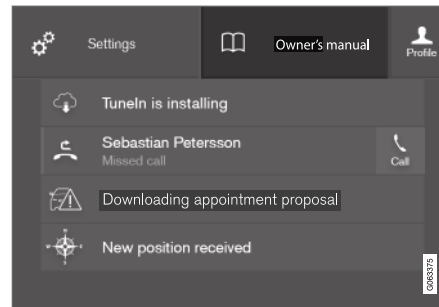 Settings
Owner's manual
Profile
TuneIn is installing
Sebastian Petersson
Missed call
Call
Downloading appointment proposal
New position received
G063375